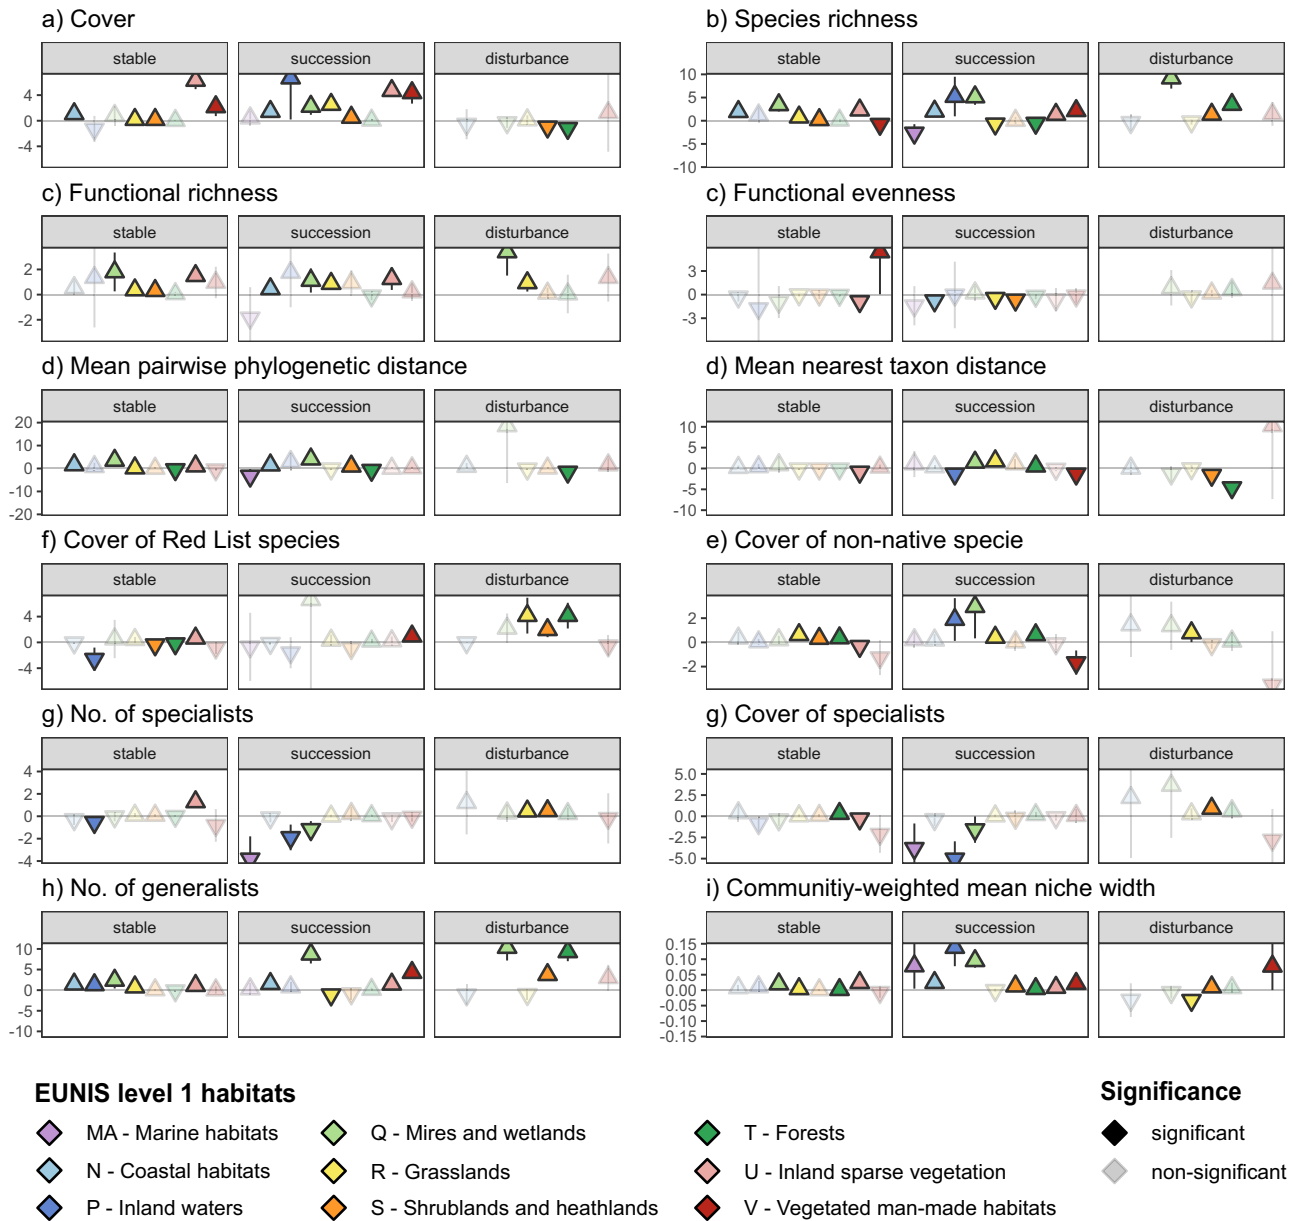 a) Cover
b) Species richness
stable succession disturbance
stable succession disturbance
4
0
-4
10
5
0
-5
-10
c) Functional richness
c) Functional evenness
stable succession disturbance
stable succession disturbance
2
0
-2
3
0
-3
d) Mean pairwise phylogenetic distance
d) Mean nearest taxon distance
stable succession disturbance
stable succession disturbance
20
10
0
-10
-20
10
5
0
-5
-10
f) Cover of Red List species
e) Cover of non-native specie
stable succession disturbance
stable succession disturbance
4
0
-4
2
0
-2
g) No. of specialists
g) Cover of specialists
stable succession disturbance
stable succession disturbance
4
2
0
-2
-4
5.0
2.5
0.0
-2.5
-5.0
h) No. of generalists
i) Communitiy-weighted mean niche width
stable succession disturbance
stable succession disturbance
10
5
0
-5
-10
0.15
0.10
0.05
0.00
-0.05
-0.10
-0.15
EUNIS level 1 habitats
Significance
MA - Marine habitats
Q - Mires and wetlands
T - Forests
significant
N - Coastal habitats
R - Grasslands
U - Inland sparse vegetation
non-significant
P - Inland waters
S - Shrublands and heathlands
V - Vegetated man-made habitats